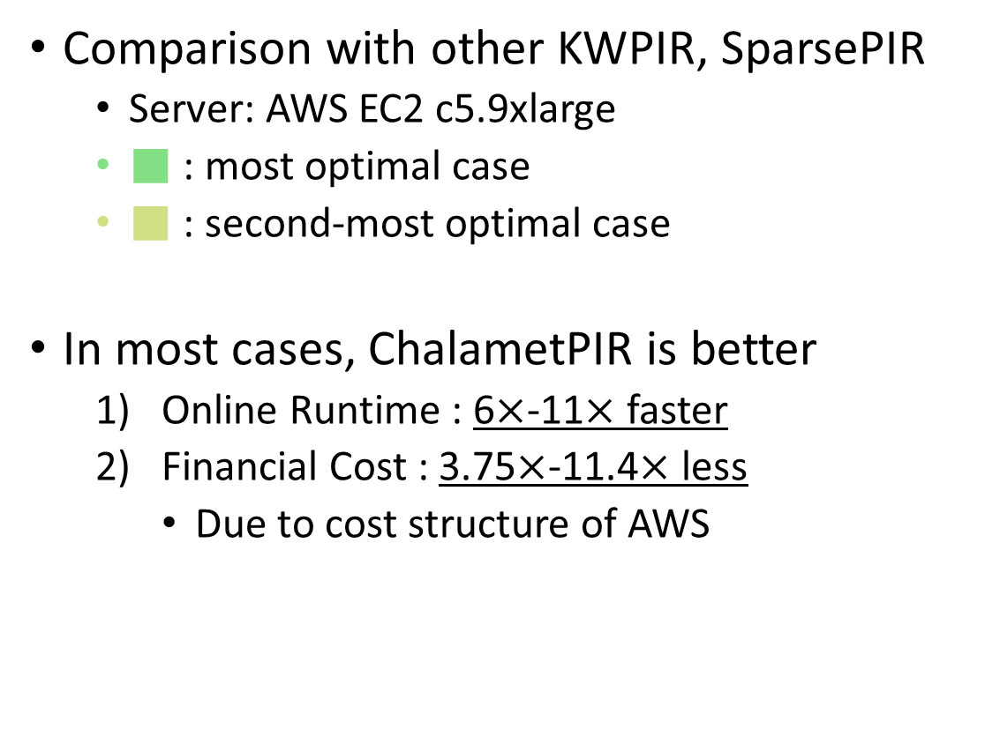 • Comparison with other KWPIR, SparsePIR
• Server: AWS EC2 c5.9xlarge
• : most optimal case
• : second-most optimal case
• In most cases, ChalametPIR is better
1) Online Runtime : 6×-11× faster
2) Financial Cost : 3.75×-11.4× less
• Due to cost structure of AWS